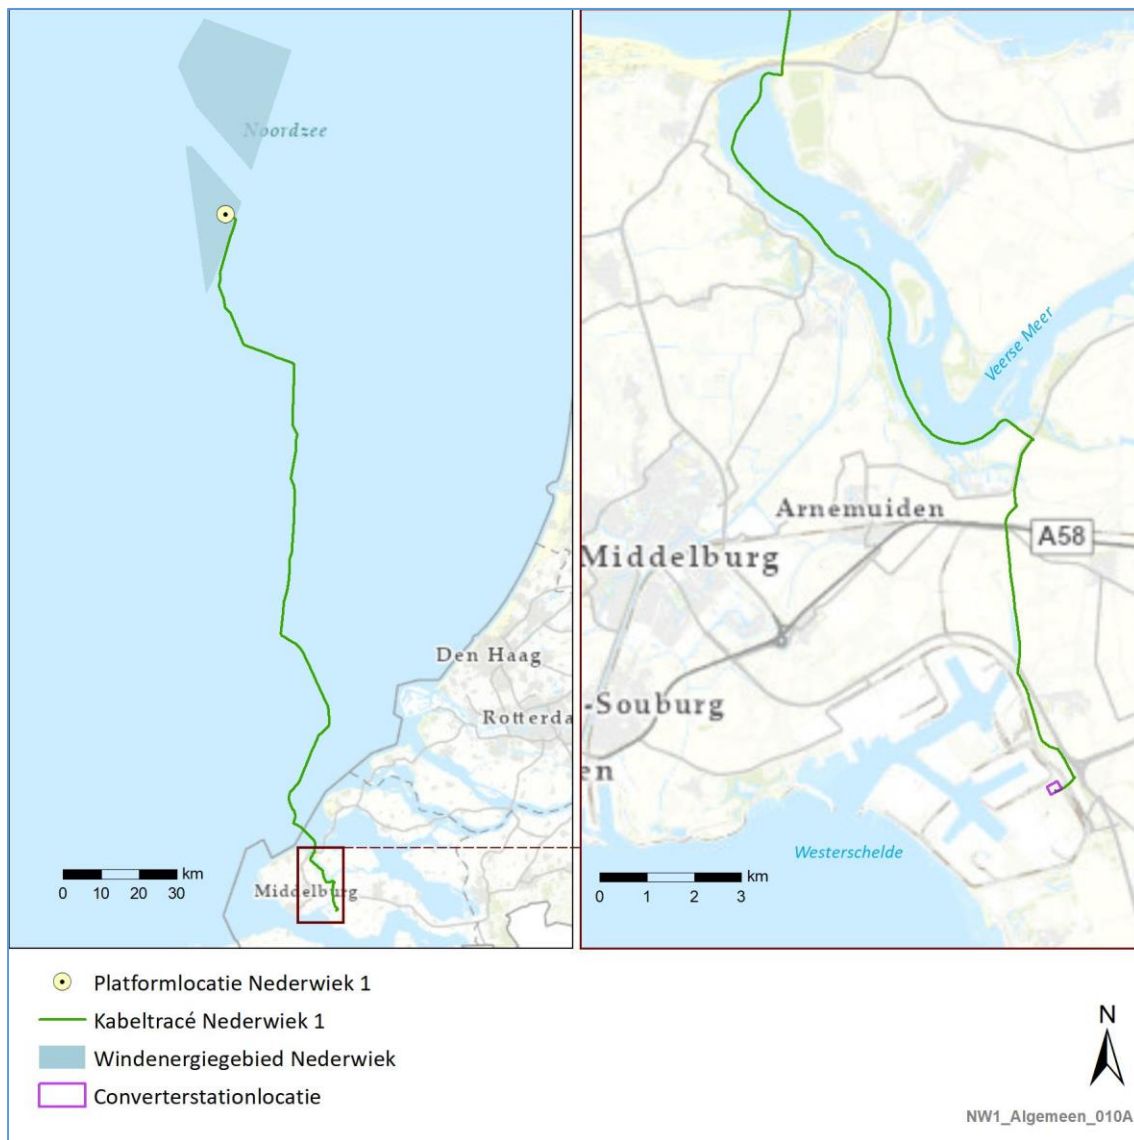 Noordzee
Den Haag
Rotterda
Middelburg
0 10 20 30 km
Veerse Meer
Arnemuiden
A58
Middelburg
-Souburg
en
Westerschelde
0 1 2 3 km
Platformlocatie Nederwiek 1
Kabeltracé Nederwiek 1
Windenergiegebied Nederwiek
Converterstationlocatie
N
NW1_Algemeen_010A